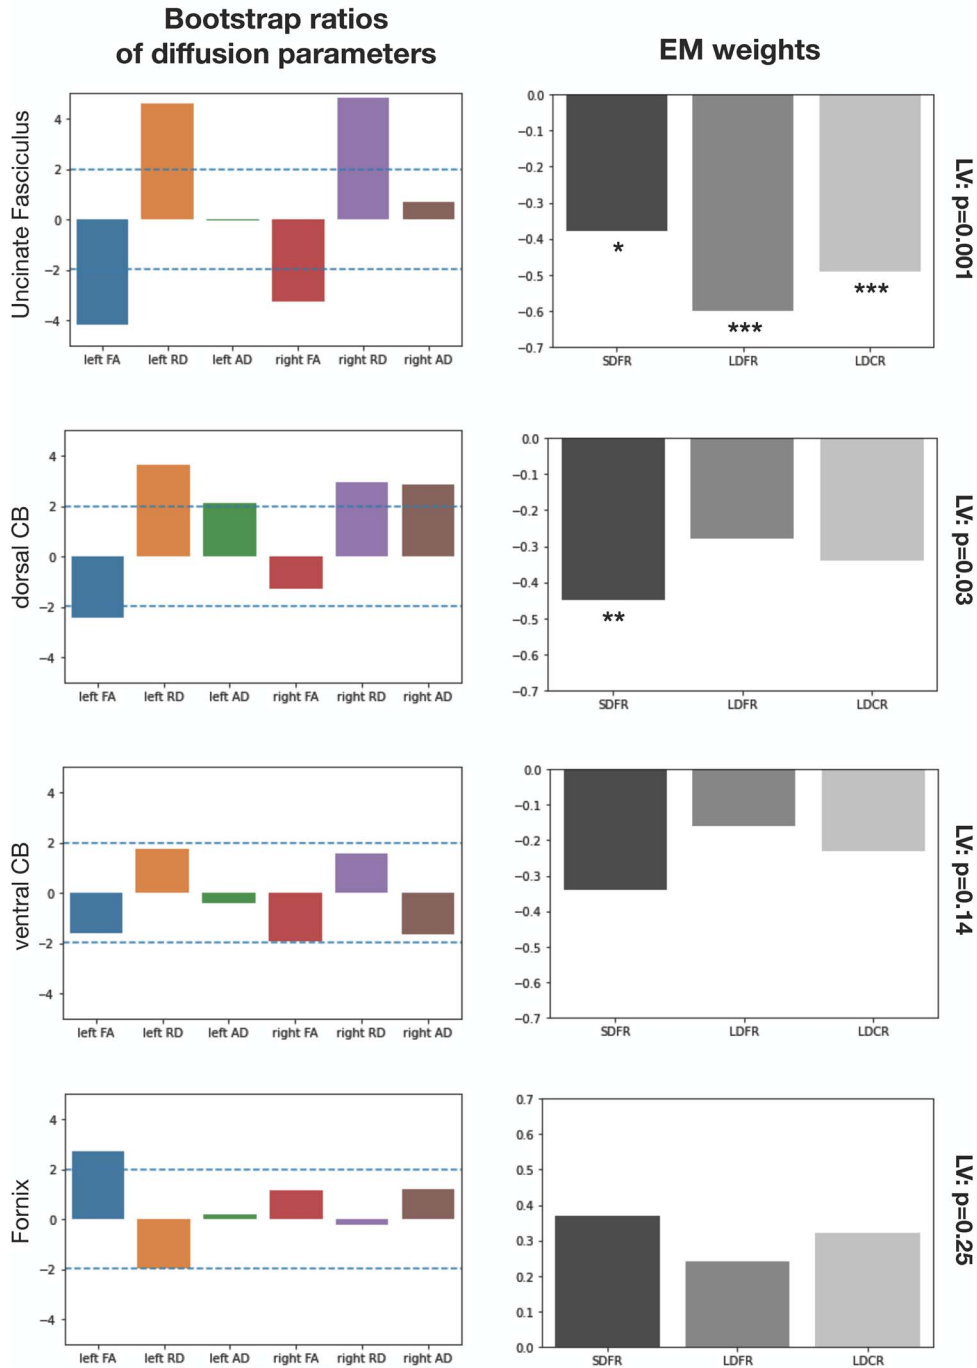 Bootstrap ratios
of diffusion parameters
EM weights
Uncinate Fasciculus
4
2
0
−2
−4
left FA left RD left AD right FA right RD right AD
0.0
−0.1
−0.2
−0.3
−0.4
−0.5
−0.6
−0.7
*
***
***
SDFR LDFR LDCR
LV: p=0.001
dorsal CB
4
2
0
−2
−4
left FA left RD left AD right FA right RD right AD
0.0
−0.1
−0.2
−0.3
−0.4
−0.5
−0.6
−0.7
**
SDFR LDFR LDCR
LV: p=0.03
ventral CB
4
2
0
−2
−4
left FA left RD left AD right FA right RD right AD
0.0
−0.1
−0.2
−0.3
−0.4
−0.5
−0.6
−0.7
SDFR LDFR LDCR
LV: p=0.14
Fornix
4
2
0
−2
−4
left FA left RD left AD right FA right RD right AD
0.7
0.6
0.5
0.4
0.3
0.2
0.1
0.0
SDFR LDFR LDCR
LV: p=0.25